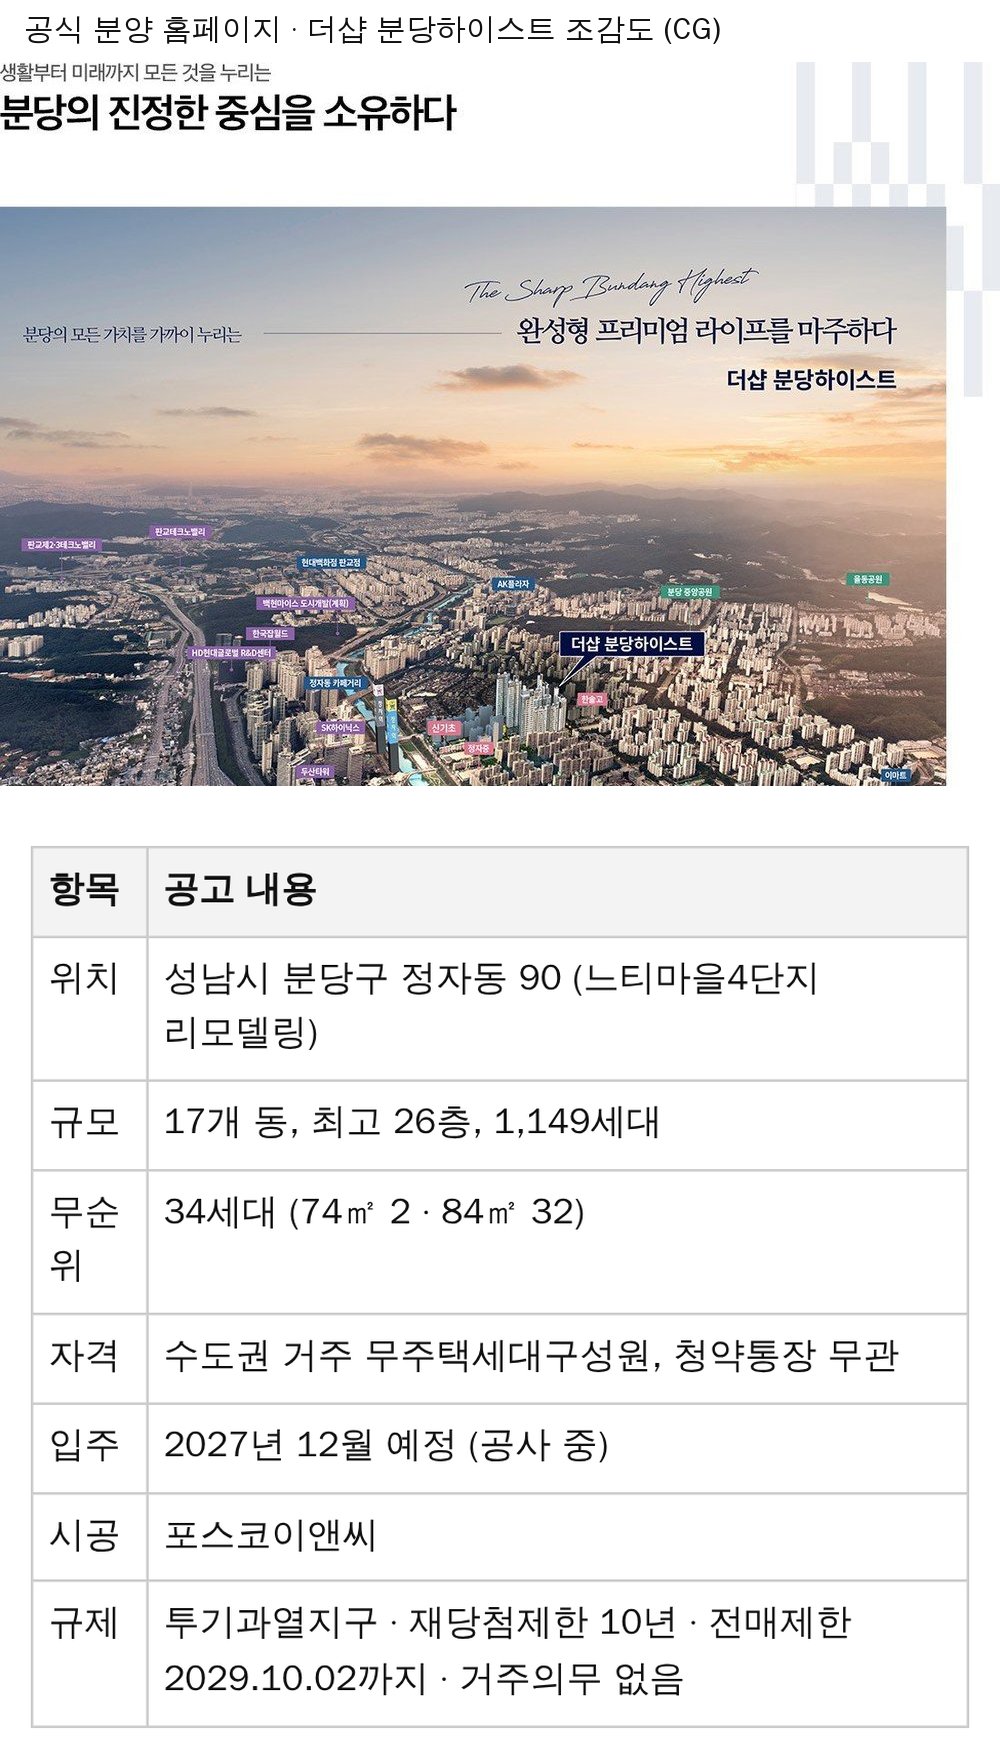 공식 분양 홈페이지 · 더샵 분당하이스트 조감도 (CG)
생활부터 미래까지 모든 것을 누리는
분당의 진정한 중심을 소유하다
The Sharp Bundang Highest
분당의 모든 가치를 가까이 누리는
완성형 프리미엄 라이프를 마주하다
더샵 분당하이스트
판교테크노밸리
판교제2·3테크노밸리
현대백화점 판교점
AK플라자
율동공원
분당 중앙공원
백현마이스 도시개발(계획)
한국잡월드
더샵 분당하이스트
HD현대글로벌 R&D센터
정자동 카페거리
한솔고
SK하이닉스
신기초
정자중
두산타워
이마트
항목 공고 내용
위치 성남시 분당구 정자동 90 (느티마을4단지
리모델링)
규모 17개 동, 최고 26층, 1,149세대
무순 34세대 (74㎡ 2 · 84㎡ 32)
위
자격 수도권 거주 무주택세대구성원, 청약통장 무관
입주 2027년 12월 예정 (공사 중)
시공 포스코이앤씨
규제 투기과열지구 · 재당첨제한 10년 · 전매제한
2029.10.02까지 · 거주의무 없음